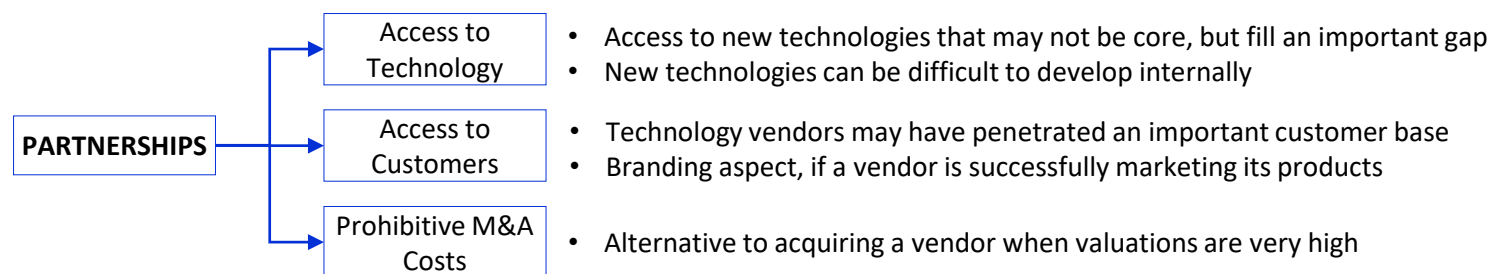 PARTNERSHIPS
Access to
Technology
• Access to new technologies that may not be core, but fill an important gap
• New technologies can be difficult to develop internally
Access to
Customers
• Technology vendors may have penetrated an important customer base
• Branding aspect, if a vendor is successfully marketing its products
Prohibitive M&A
Costs
• Alternative to acquiring a vendor when valuations are very high